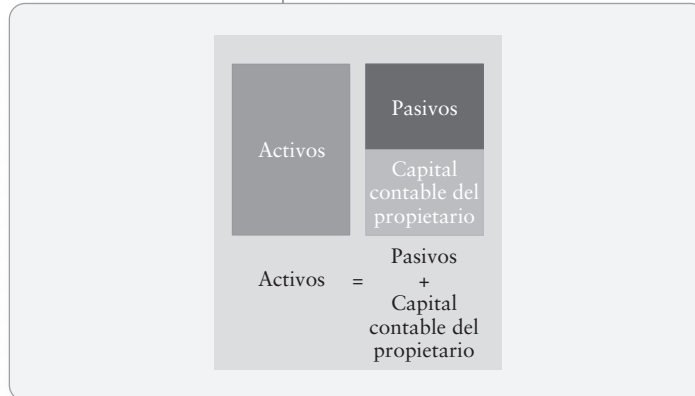 Activos
Pasivos
Capital
contable del
propietario
Activos = Pasivos
+
Capital
contable del
propietario